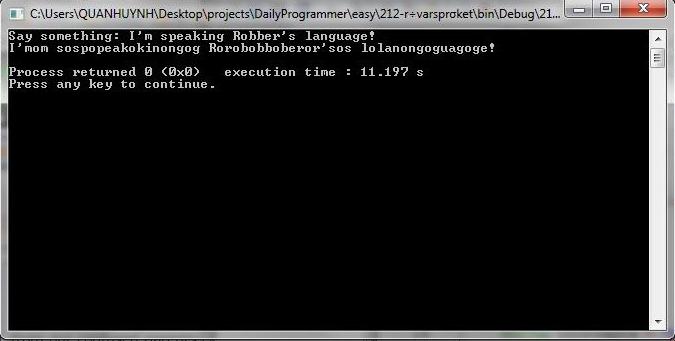 C:\Users\QUANHUYNH\Desktop\projects\DailyProgrammer\easy\212-r÷varsproket\bin\Debug\21...
Say something: I'm speaking Robber's language!
I'mom sospopeakokinongog Rorobobboberor'sos lolanongoguagoge!
Process returned 0 (0x0)   execution time : 11.197 s
Press any key to continue.